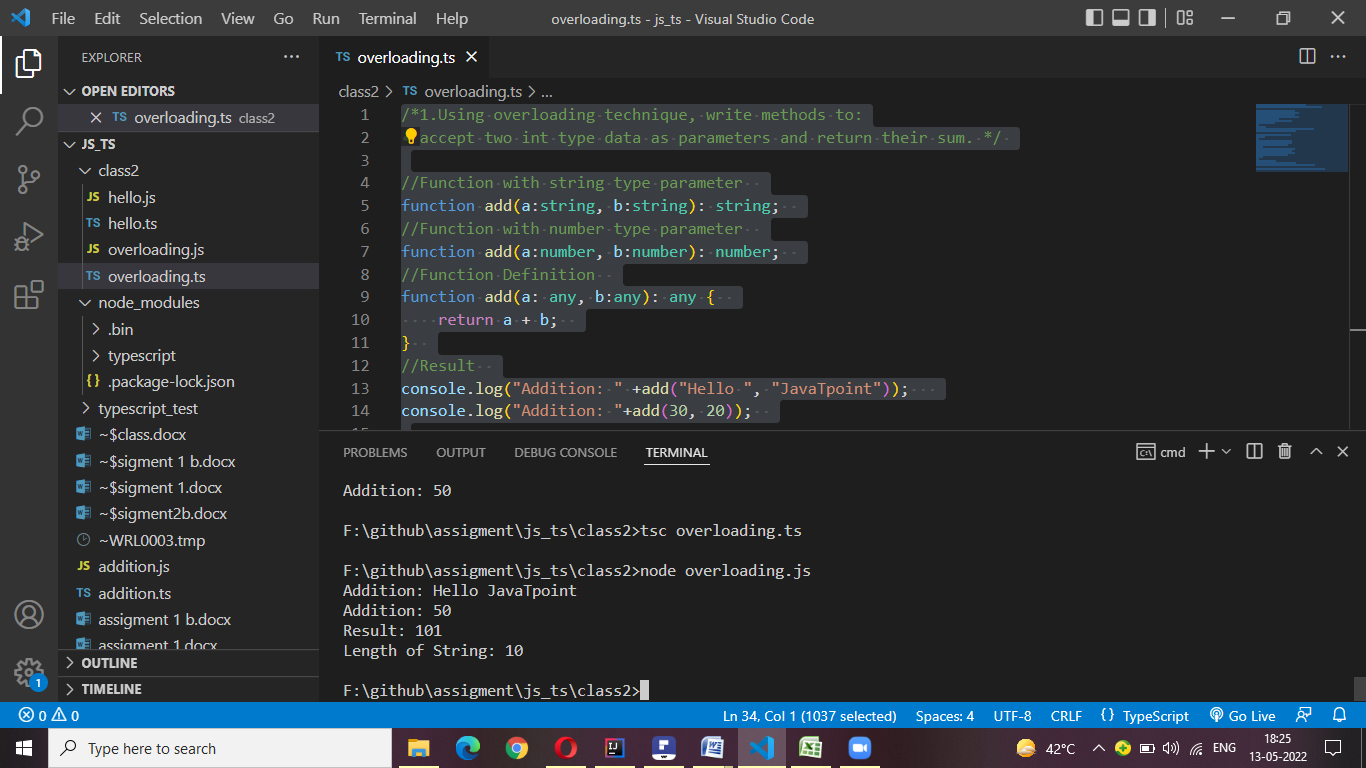 File Edit Selection View Go Run Terminal Help
overloading.ts - js_ts - Visual Studio Code
EXPLORER
OPEN EDITORS
TS overloading.ts class2
JS_TS
class2
JS hello.js
TS hello.ts
JS overloading.js
TS overloading.ts
node_modules
.bin
typescript
{} .package-lock.json
typescript_test
~$class.docx
~$sigment 1 b.docx
~$sigment 1.docx
~$sigment2b.docx
~WRL0003.tmp
JS addition.js
TS addition.ts
assigment 1 b.docx
assigment 1.docx
OUTLINE
TIMELINE
1
TS overloading.ts
class2 > TS overloading.ts > ...
1 /*1.Using overloading technique, write methods to:
2 accept two int type data as parameters and return their sum. */
3
4 //Function with string type parameter
5 function add(a:string, b:string): string;
6 //Function with number type parameter
7 function add(a:number, b:number): number;
8 //Function Definition
9 function add(a: any, b:any): any {
10 return a + b;
11 }
12 //Result
13 console.log("Addition: " +add("Hello ", "JavaTpoint"));
14 console.log("Addition: "+add(30, 20));
PROBLEMS OUTPUT DEBUG CONSOLE TERMINAL
cmd
Addition: 50
F:\github\assigment\js_ts\class2>tsc overloading.ts
F:\github\assigment\js_ts\class2>node overloading.js
Addition: Hello JavaTpoint
Addition: 50
Result: 101
Length of String: 10
F:\github\assigment\js_ts\class2>
0 0
Ln 34, Col 1 (1037 selected) Spaces: 4 UTF-8 CRLF {} TypeScript Go Live
Type here to search
42°C
ENG
18:25
13-05-2022